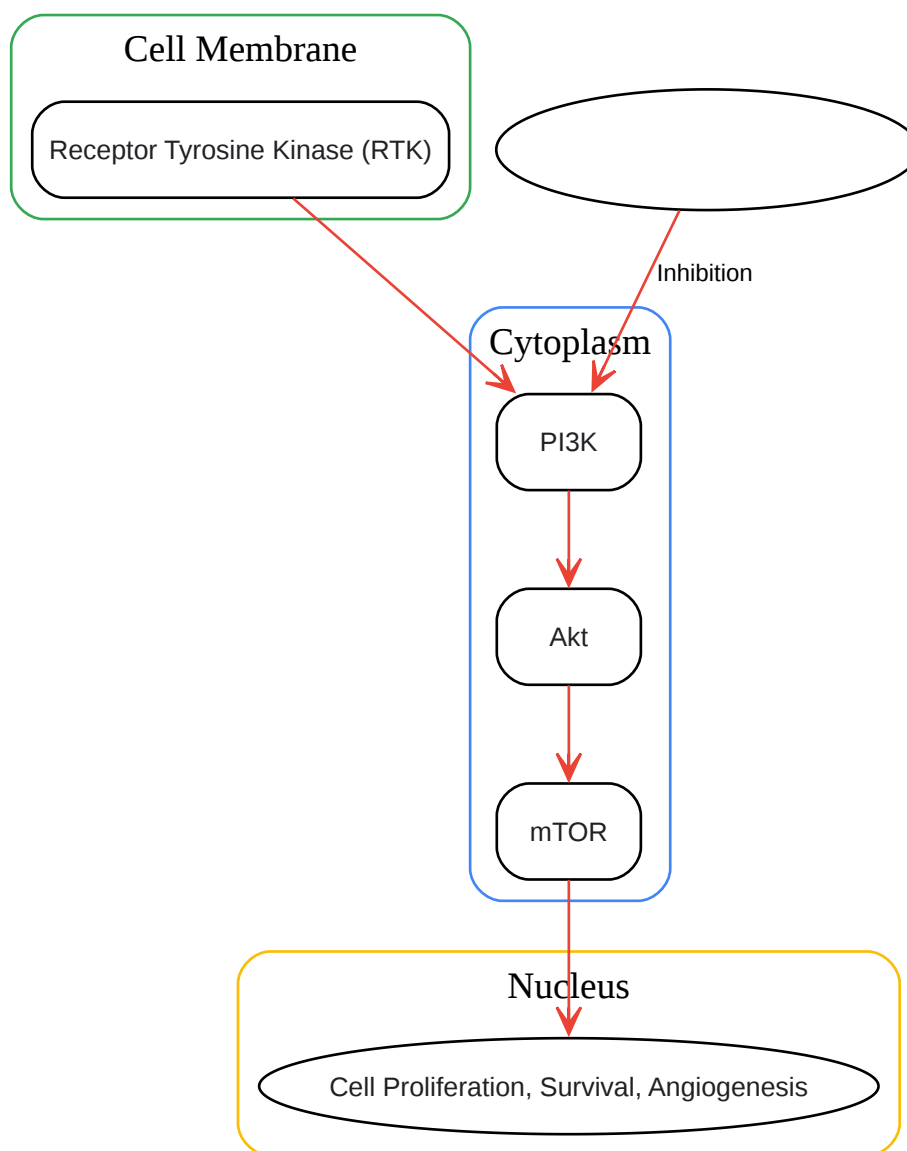 Cell Membrane
Receptor Tyrosine Kinase (RTK)
Inhibition
Cytoplasm
PI3K
Akt
mTOR
Nucleus
Cell Proliferation, Survival, Angiogenesis